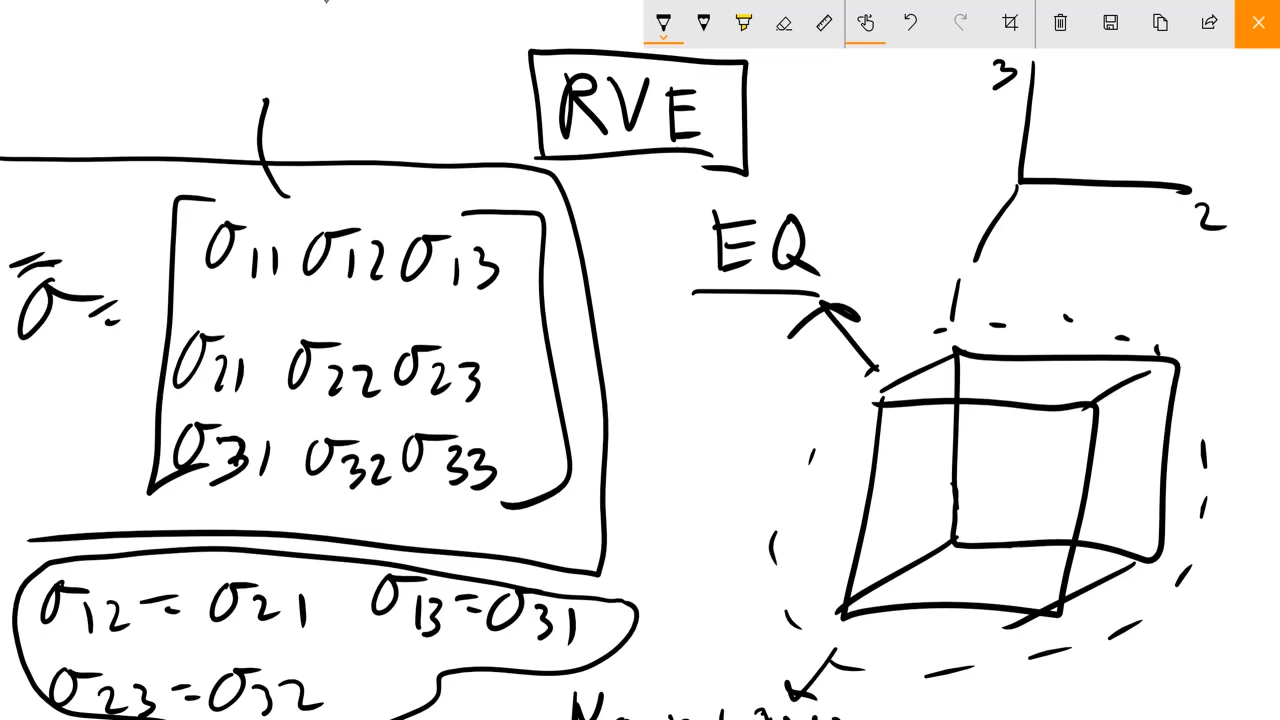 RVE
3
2
EQ
σ̿ = [σ11 σ12 σ13
σ21 σ22 σ23
σ31 σ32 σ33]
σ12 = σ21 σ13 = σ31
σ23 = σ32